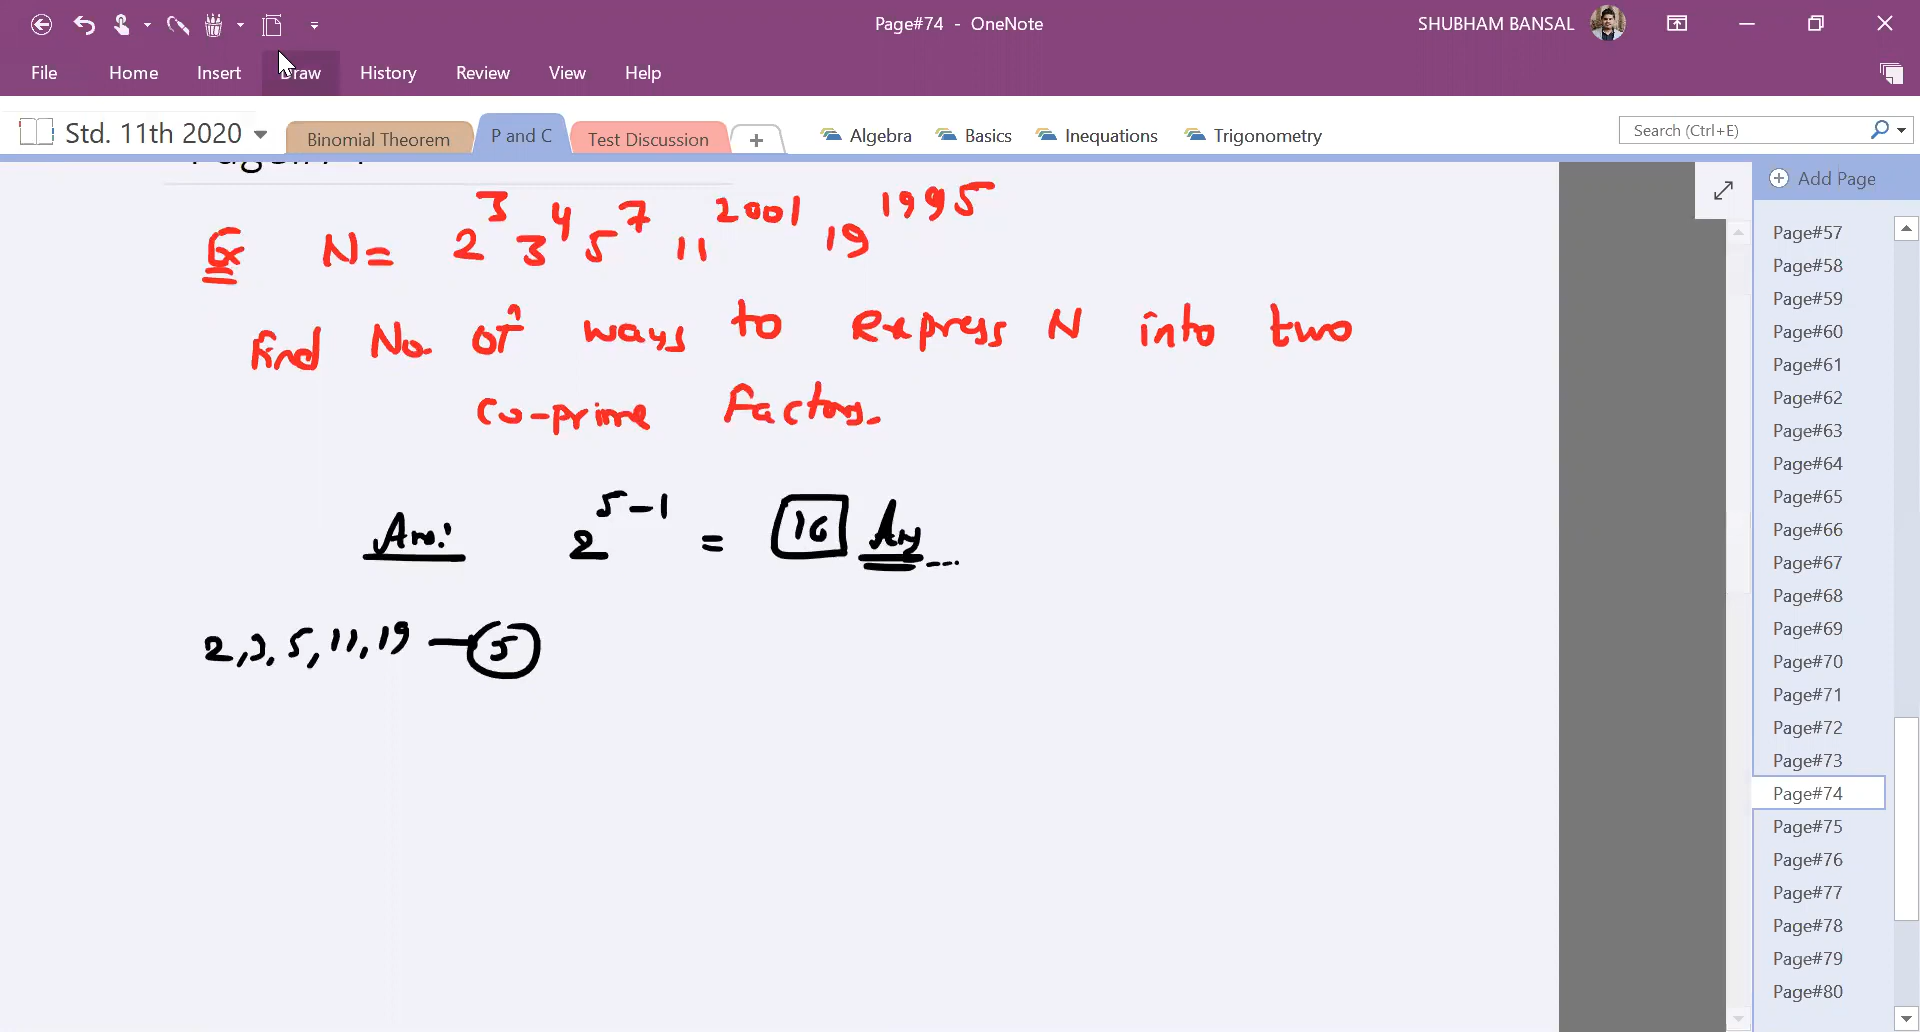 Page#74 - OneNote
SHUBHAM BANSAL
File Home Insert Draw History Review View Help
Std. 11th 2020
Binomial Theorem P and C Test Discussion
Algebra Basics Inequations Trigonometry
Search (Ctrl+E)
Add Page
Ex N= 2^3 3^4 5^7 11^2001 19^1995
find No. of ways to express N into two
co-prime factors.
Ans: 2^5-1 = 16 Ans
2,3,5,11,19 — 5
Page#57
Page#58
Page#59
Page#60
Page#61
Page#62
Page#63
Page#64
Page#65
Page#66
Page#67
Page#68
Page#69
Page#70
Page#71
Page#72
Page#73
Page#74
Page#75
Page#76
Page#77
Page#78
Page#79
Page#80